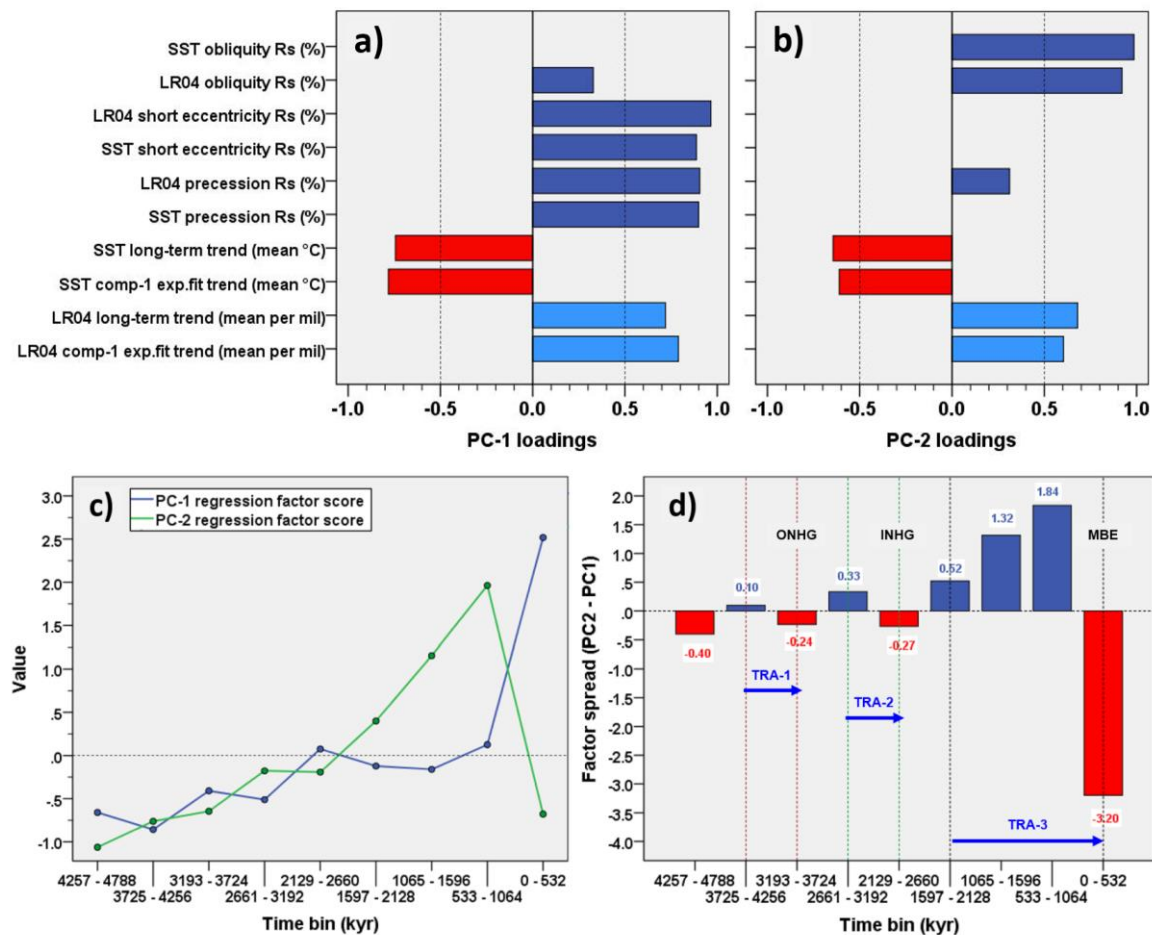 a)
b)
SST obliquity Rs (%)
LR04 obliquity Rs (%)
LR04 short eccentricity Rs (%)
SST short eccentricity Rs (%)
LR04 precession Rs (%)
SST precession Rs (%)
SST long-term trend (mean °C)
SST comp-1 exp.fit trend (mean °C)
LR04 long-term trend (mean per mil)
LR04 comp-1 exp.fit trend (mean per mil)
-1.0 -0.5 0.0 0.5 1.0
PC-1 loadings
-1.0 -0.5 0.0 0.5 1.0
PC-2 loadings
c)
PC-1 regression factor score
PC-2 regression factor score
3.0
2.5
2.0
1.5
1.0
.5
.0
-.5
-1.0
Value
4257 - 4788 3193 - 3724 2129 - 2660 1065 - 1596 0 - 532
3725 - 4256 2661 - 3192 1597 - 2128 533 - 1064
Time bin (kyr)
d)
ONHG INHG MBE
2.0
1.5
1.0
.5
.0
-.5
-1.0
-1.5
-2.0
-2.5
-3.0
-3.5
-4.0
Factor spread (PC2 - PC1)
-0.40
0.10
-0.24
0.33
-0.27
0.52
1.32
1.84
-3.20
TRA-1
TRA-2
TRA-3
4257 - 4788 3193 - 3724 2129 - 2660 1065 - 1596 0 - 532
3725 - 4256 2661 - 3192 1597 - 2128 533 - 1064
Time bin (kyr)